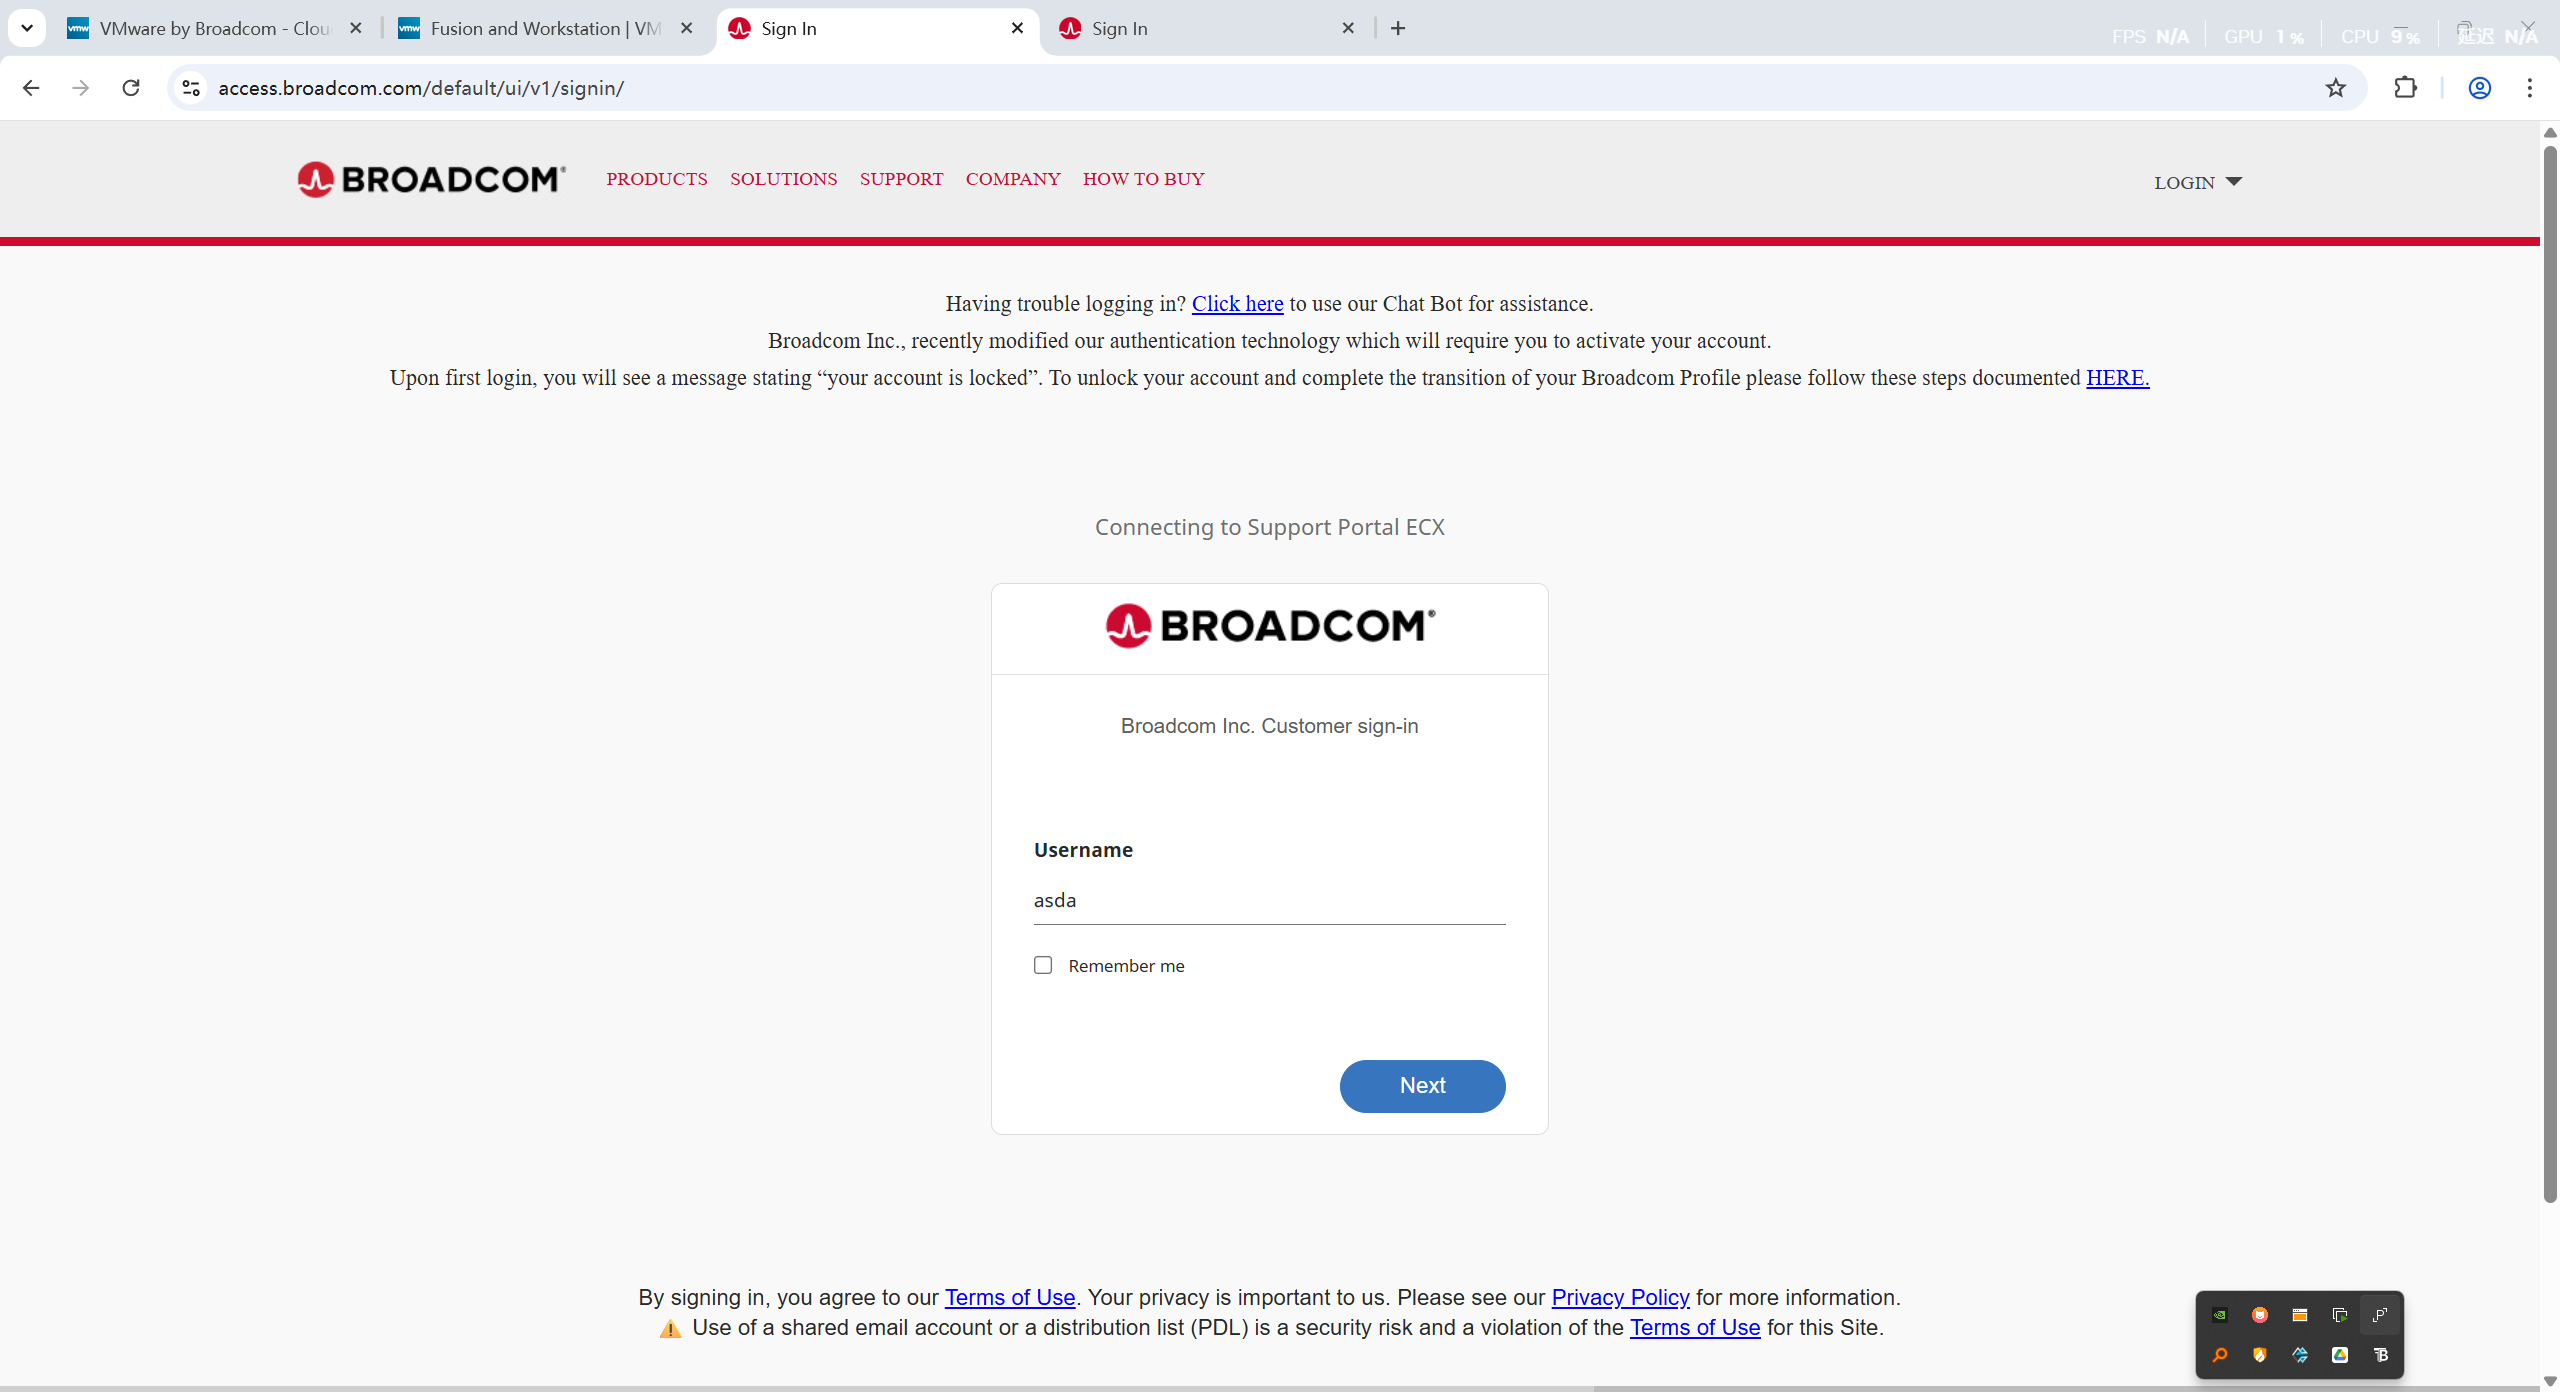 VMware by Broadcom - Clou
Fusion and Workstation | VM
Sign In
Sign In
FPS N/A GPU 1 % CPU 9 % 延迟 N/A
access.broadcom.com/default/ui/v1/signin/
BROADCOM®
PRODUCTS SOLUTIONS SUPPORT COMPANY HOW TO BUY
LOGIN
Having trouble logging in? Click here to use our Chat Bot for assistance.
Broadcom Inc., recently modified our authentication technology which will require you to activate your account.
Upon first login, you will see a message stating “your account is locked”. To unlock your account and complete the transition of your Broadcom Profile please follow these steps documented HERE.
Connecting to Support Portal ECX
BROADCOM®
Broadcom Inc. Customer sign-in
Username
asda
Remember me
Next
By signing in, you agree to our Terms of Use. Your privacy is important to us. Please see our Privacy Policy for more information.
Use of a shared email account or a distribution list (PDL) is a security risk and a violation of the Terms of Use for this Site.